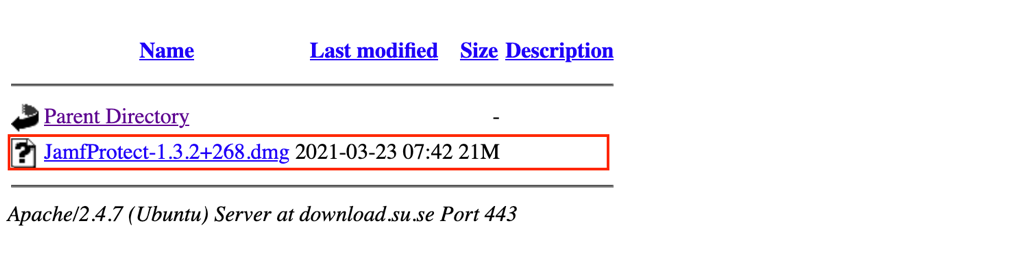 Name Last modified Size Description
Parent Directory -
? JamfProtect-1.3.2+268.dmg 2021-03-23 07:42 21M
Apache/2.4.7 (Ubuntu) Server at download.su.se Port 443